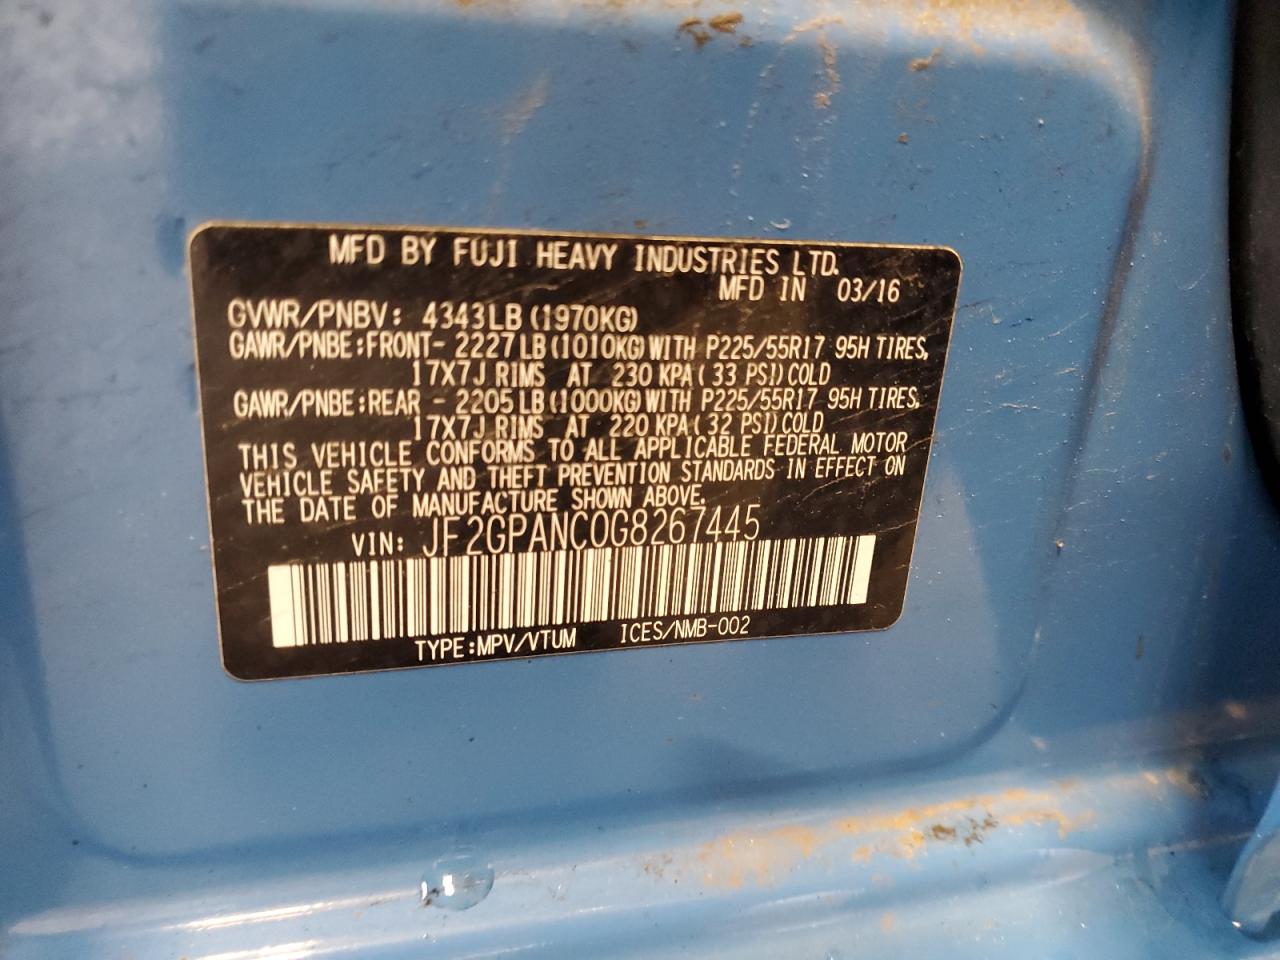 MFD BY FUJI HEAVY INDUSTRIES LTD.
MFD IN 03/16
GVWR/PNBV: 4343LB(1970KG)
GAWR/PNBE:FRONT- 2227LB(1010KG)WITH P225/55R17 95H TIRES,
17X7J RIMS AT 230 KPA(33 PSI)COLD
GAWR/PNBE:REAR - 2205LB(1000KG)WITH P225/55R17 95H TIRES,
17X7J RIMS AT 220 KPA(32 PSI)COLD
THIS VEHICLE CONFORMS TO ALL APPLICABLE FEDERAL MOTOR
VEHICLE SAFETY AND THEFT PREVENTION STANDARDS IN EFFECT ON
THE DATE OF MANUFACTURE SHOWN ABOVE.
VIN: JF2GPANC0G8267445
TYPE:MPV/VTUM ICES/NMB-002